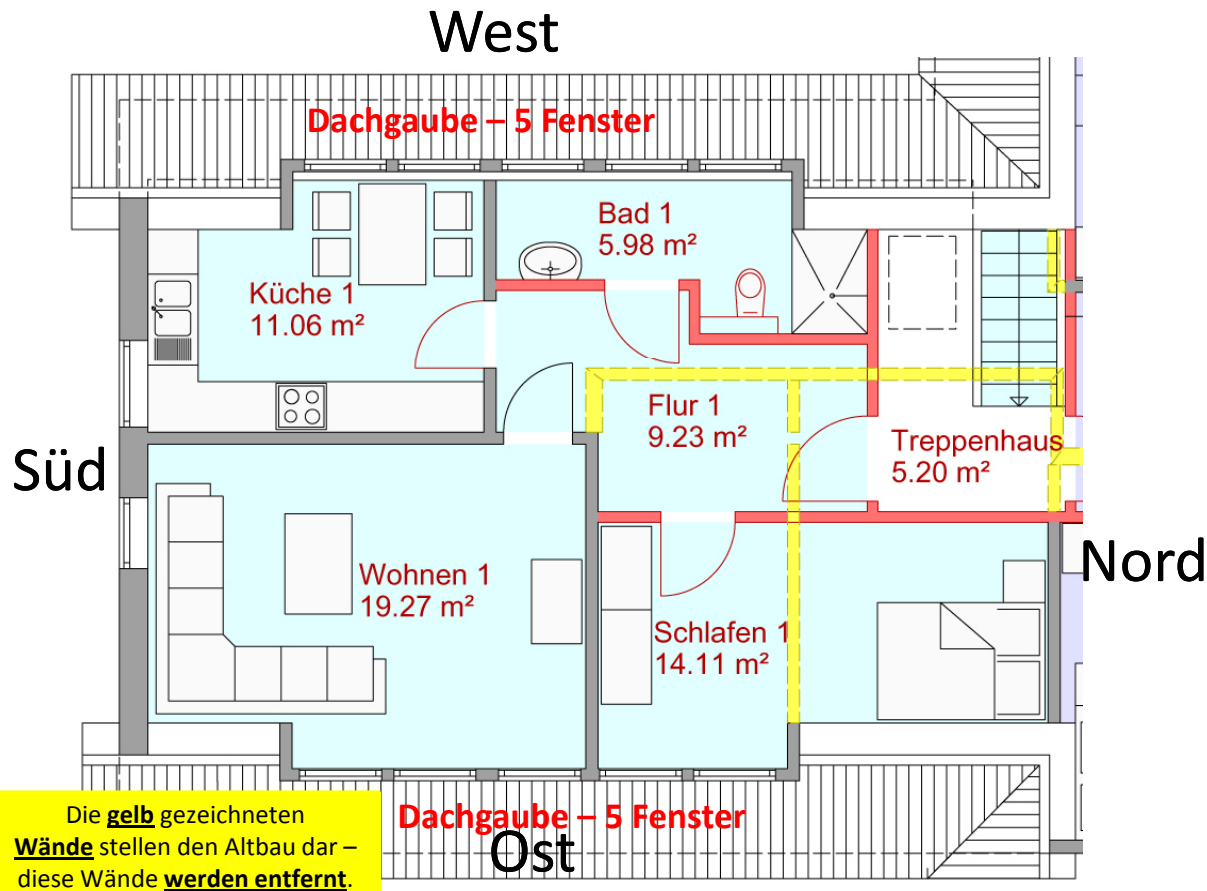 West
Dachgaube – 5 Fenster
Bad 1
5.98 m²
Küche 1
11.06 m²
Flur 1
9.23 m²
Treppenhaus
5.20 m²
Süd
Nord
Wohnen 1
19.27 m²
Schlafen 1
14.11 m²
Dachgaube – 5 Fenster
Ost
Die gelb gezeichneten
Wände stellen den Altbau dar –
diese Wände werden entfernt.